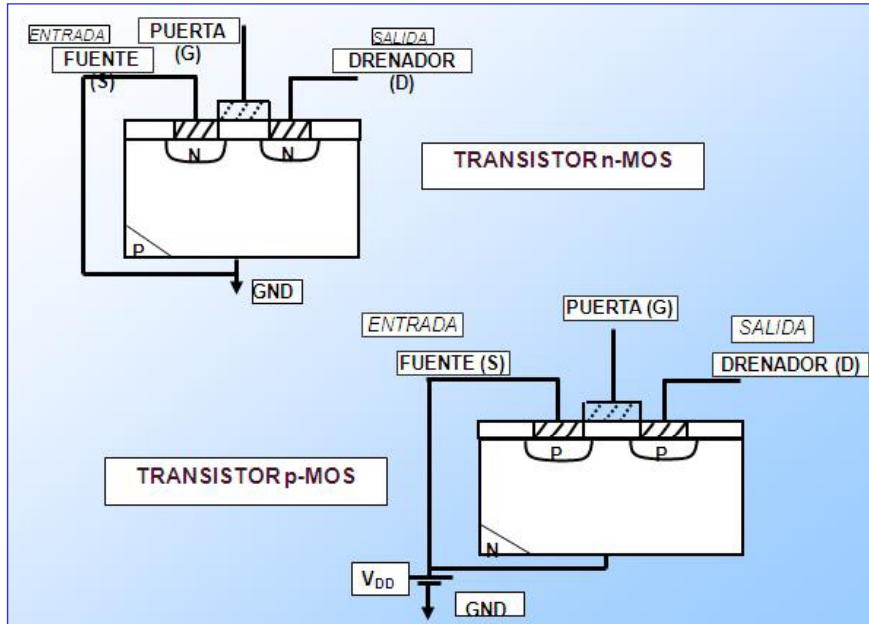 ENTRADA
PUERTA
(G)
SALIDA
FUENTE
(S)
DRENADOR
(D)
N
N
P
GND
TRANSISTOR n-MOS
ENTRADA
PUERTA (G)
SALIDA
FUENTE (S)
DRENADOR (D)
P
P
N
TRANSISTOR p-MOS
VDD
GND